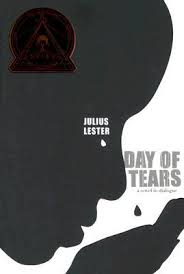 JULIUS
LESTER
DAY OF
TEARS
a novel in dialogue